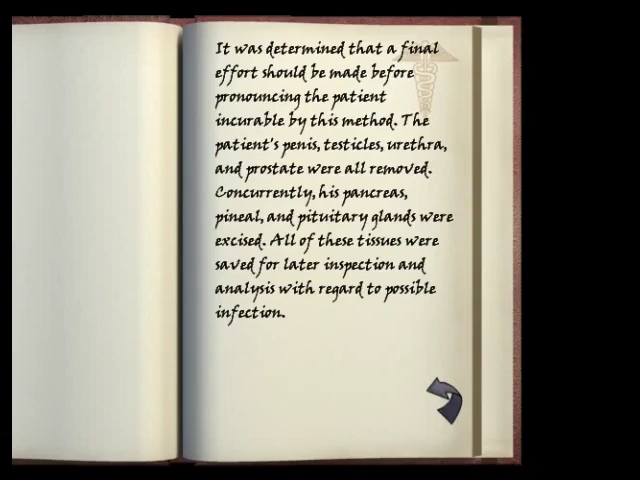 It was determined that a final
effort should be made before
pronouncing the patient
incurable by this method. The
patient's penis, testicles, urethra,
and prostate were all removed.
Concurrently, his pancreas,
pineal, and pituitary glands were
excised. All of these tissues were
saved for later inspection and
analysis with regard to possible
infection.